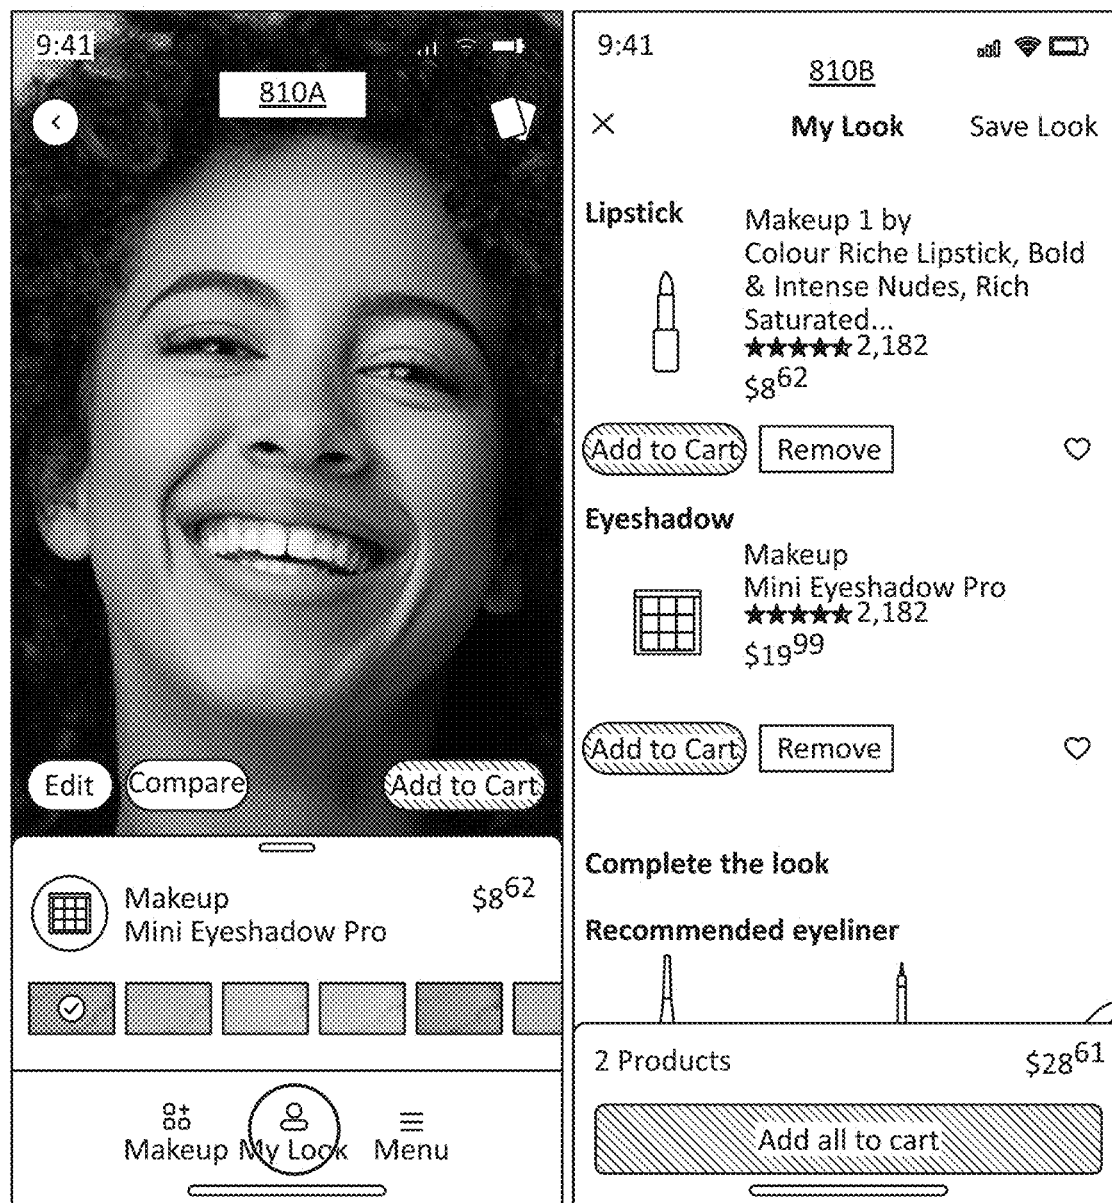 9:41
810A
Edit
Compare
Add to Cart
Makeup
$8⁶²
Mini Eyeshadow Pro
Makeup
My Look
Menu
9:41
810B
My Look
Save Look
Lipstick
Makeup 1 by
Colour Riche Lipstick, Bold
& Intense Nudes, Rich
Saturated...
2,182
$8⁶²
Add to Cart
Remove
Eyeshadow
Makeup
Mini Eyeshadow Pro
2,182
$19⁹⁹
Add to Cart
Remove
Complete the look
Recommended eyeliner
2 Products
$28⁶¹
Add all to cart